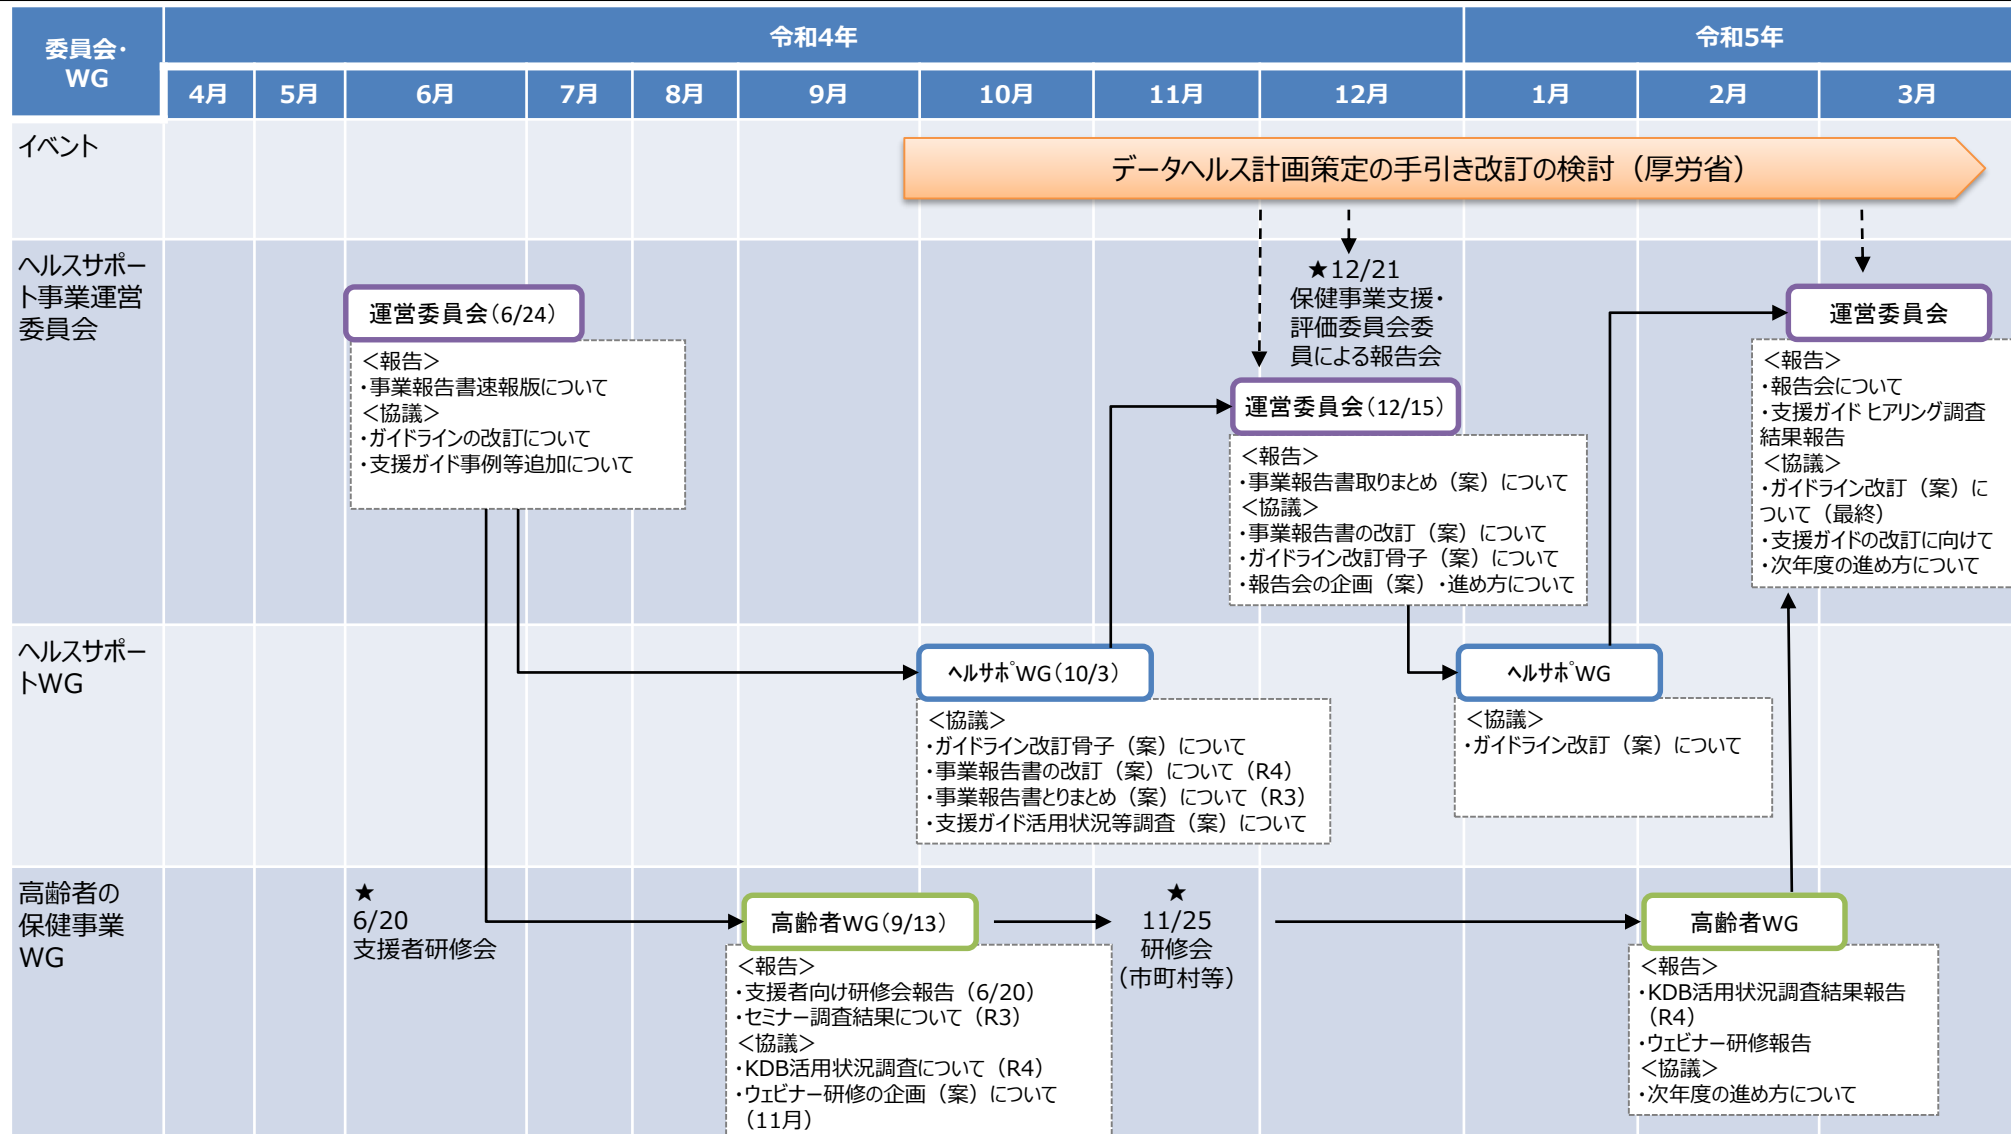 委員会・
WG
令和4年
令和5年
4月
5月
6月
7月
8月
9月
10月
11月
12月
1月
2月
3月
イベント
データヘルス計画策定の手引き改訂の検討（厚労省）
ヘルスサポー
ト事業運営
委員会
運営委員会（6/24）
＜報告＞
・事業報告書速報版について
＜協議＞
・ガイドラインの改訂について
・支援ガイド事例等追加について
★12/21
保健事業支援・
評価委員会委
員による報告会
運営委員会（12/15）
＜報告＞
・事業報告書取りまとめ（案）について
＜協議＞
・事業報告書の改訂（案）について
・ガイドライン改訂骨子（案）について
・報告会の企画（案）・進め方について
運営委員会
＜報告＞
・報告会について
・支援ガイド ヒアリング調査
結果報告
＜協議＞
・ガイドライン改訂（案）に
ついて（最終）
・支援ガイドの改訂に向けて
・次年度の進め方について
ヘルスサポー
トWG
ﾍﾙｻﾎﾟWG（10/3）
＜協議＞
・ガイドライン改訂骨子（案）について
・事業報告書の改訂（案）について（R4）
・事業報告書とりまとめ（案）について（R3）
・支援ガイド活用状況等調査（案）について
ﾍﾙｻﾎﾟWG
＜協議＞
・ガイドライン改訂（案）について
高齢者の
保健事業
WG
★
6/20
支援者研修会
高齢者WG（9/13）
＜報告＞
・支援者向け研修会報告（6/20）
・セミナー調査結果について（R3）
＜協議＞
・KDB活用状況調査について（R4）
・ウェビナー研修の企画（案）について
（11月）
★
11/25
研修会
（市町村等）
高齢者WG
＜報告＞
・KDB活用状況調査結果報告
（R4）
・ウェビナー研修報告
＜協議＞
・次年度の進め方について